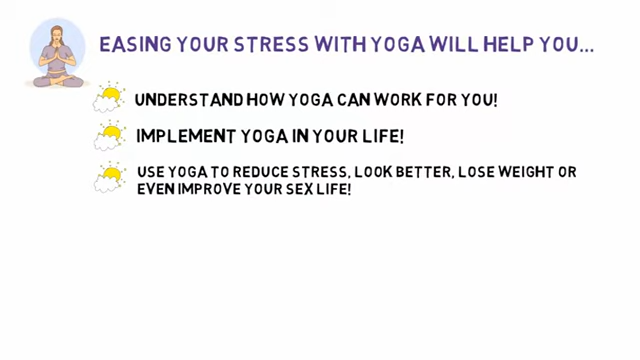 EASING YOUR STRESS WITH YOGA WILL HELP YOU...
UNDERSTAND HOW YOGA CAN WORK FOR YOU!
IMPLEMENT YOGA IN YOUR LIFE!
USE YOGA TO REDUCE STRESS, LOOK BETTER, LOSE WEIGHT OR
EVEN IMPROVE YOUR SEX LIFE!